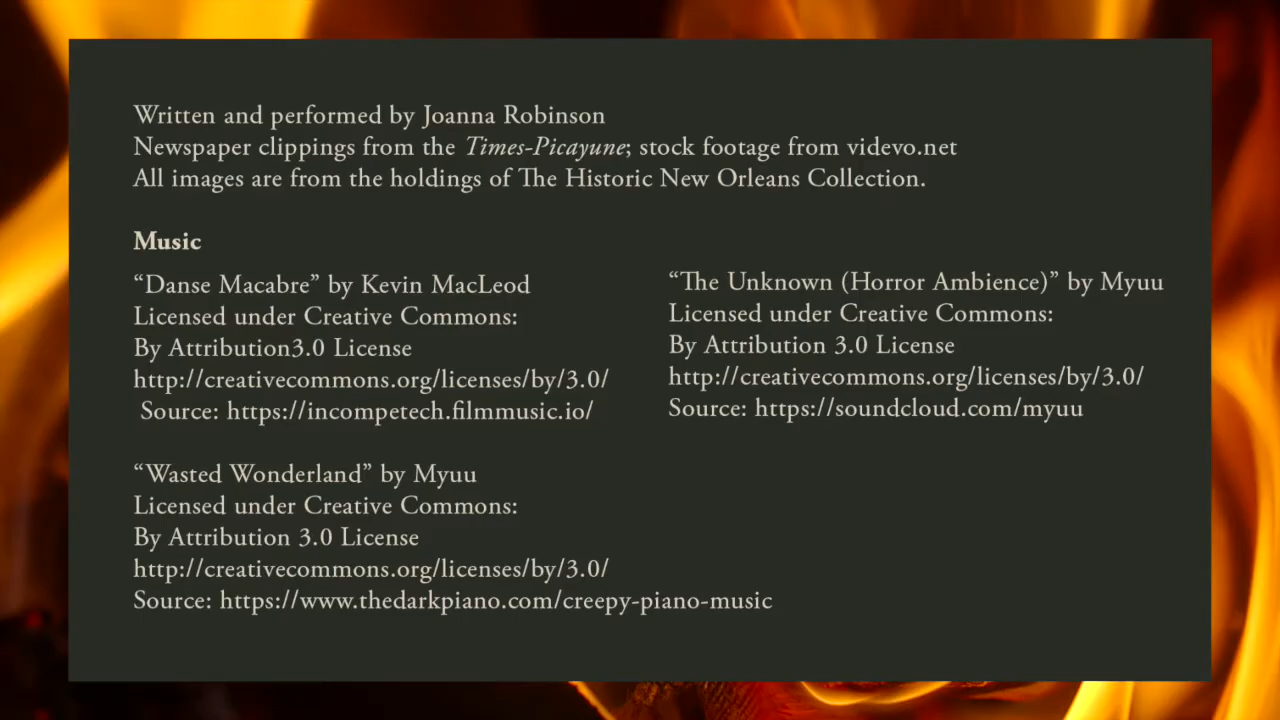 Written and performed by Joanna Robinson
Newspaper clippings from the Times-Picayune; stock footage from videvo.net
All images are from the holdings of The Historic New Orleans Collection.
Music
“Danse Macabre” by Kevin MacLeod
Licensed under Creative Commons:
By Attribution3.0 License
http://creativecommons.org/licenses/by/3.0/
Source: https://incompetech.filmmusic.io/
“The Unknown (Horror Ambience)” by Myuu
Licensed under Creative Commons:
By Attribution 3.0 License
http://creativecommons.org/licenses/by/3.0/
Source: https://soundcloud.com/myuu
“Wasted Wonderland” by Myuu
Licensed under Creative Commons:
By Attribution 3.0 License
http://creativecommons.org/licenses/by/3.0/
Source: https://www.thedarkpiano.com/creepy-piano-music